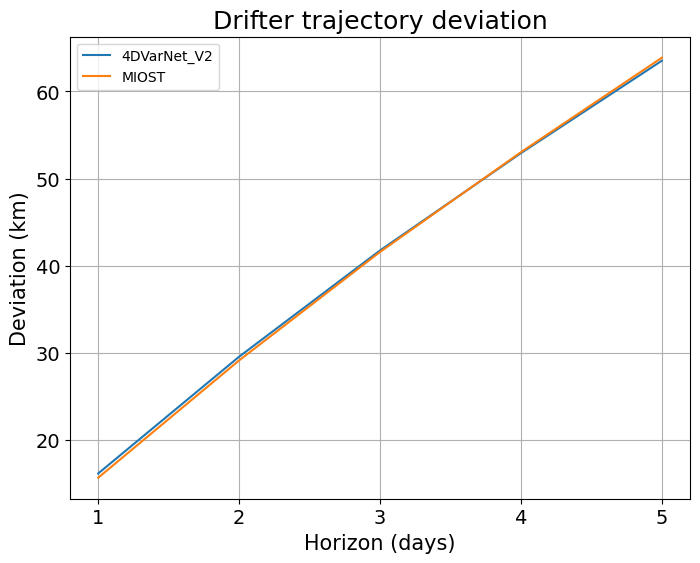 Drifter trajectory deviation
4DVarNet_V2
MIOST
Deviation (km)
60
50
40
30
20
1 2 3 4 5
Horizon (days)